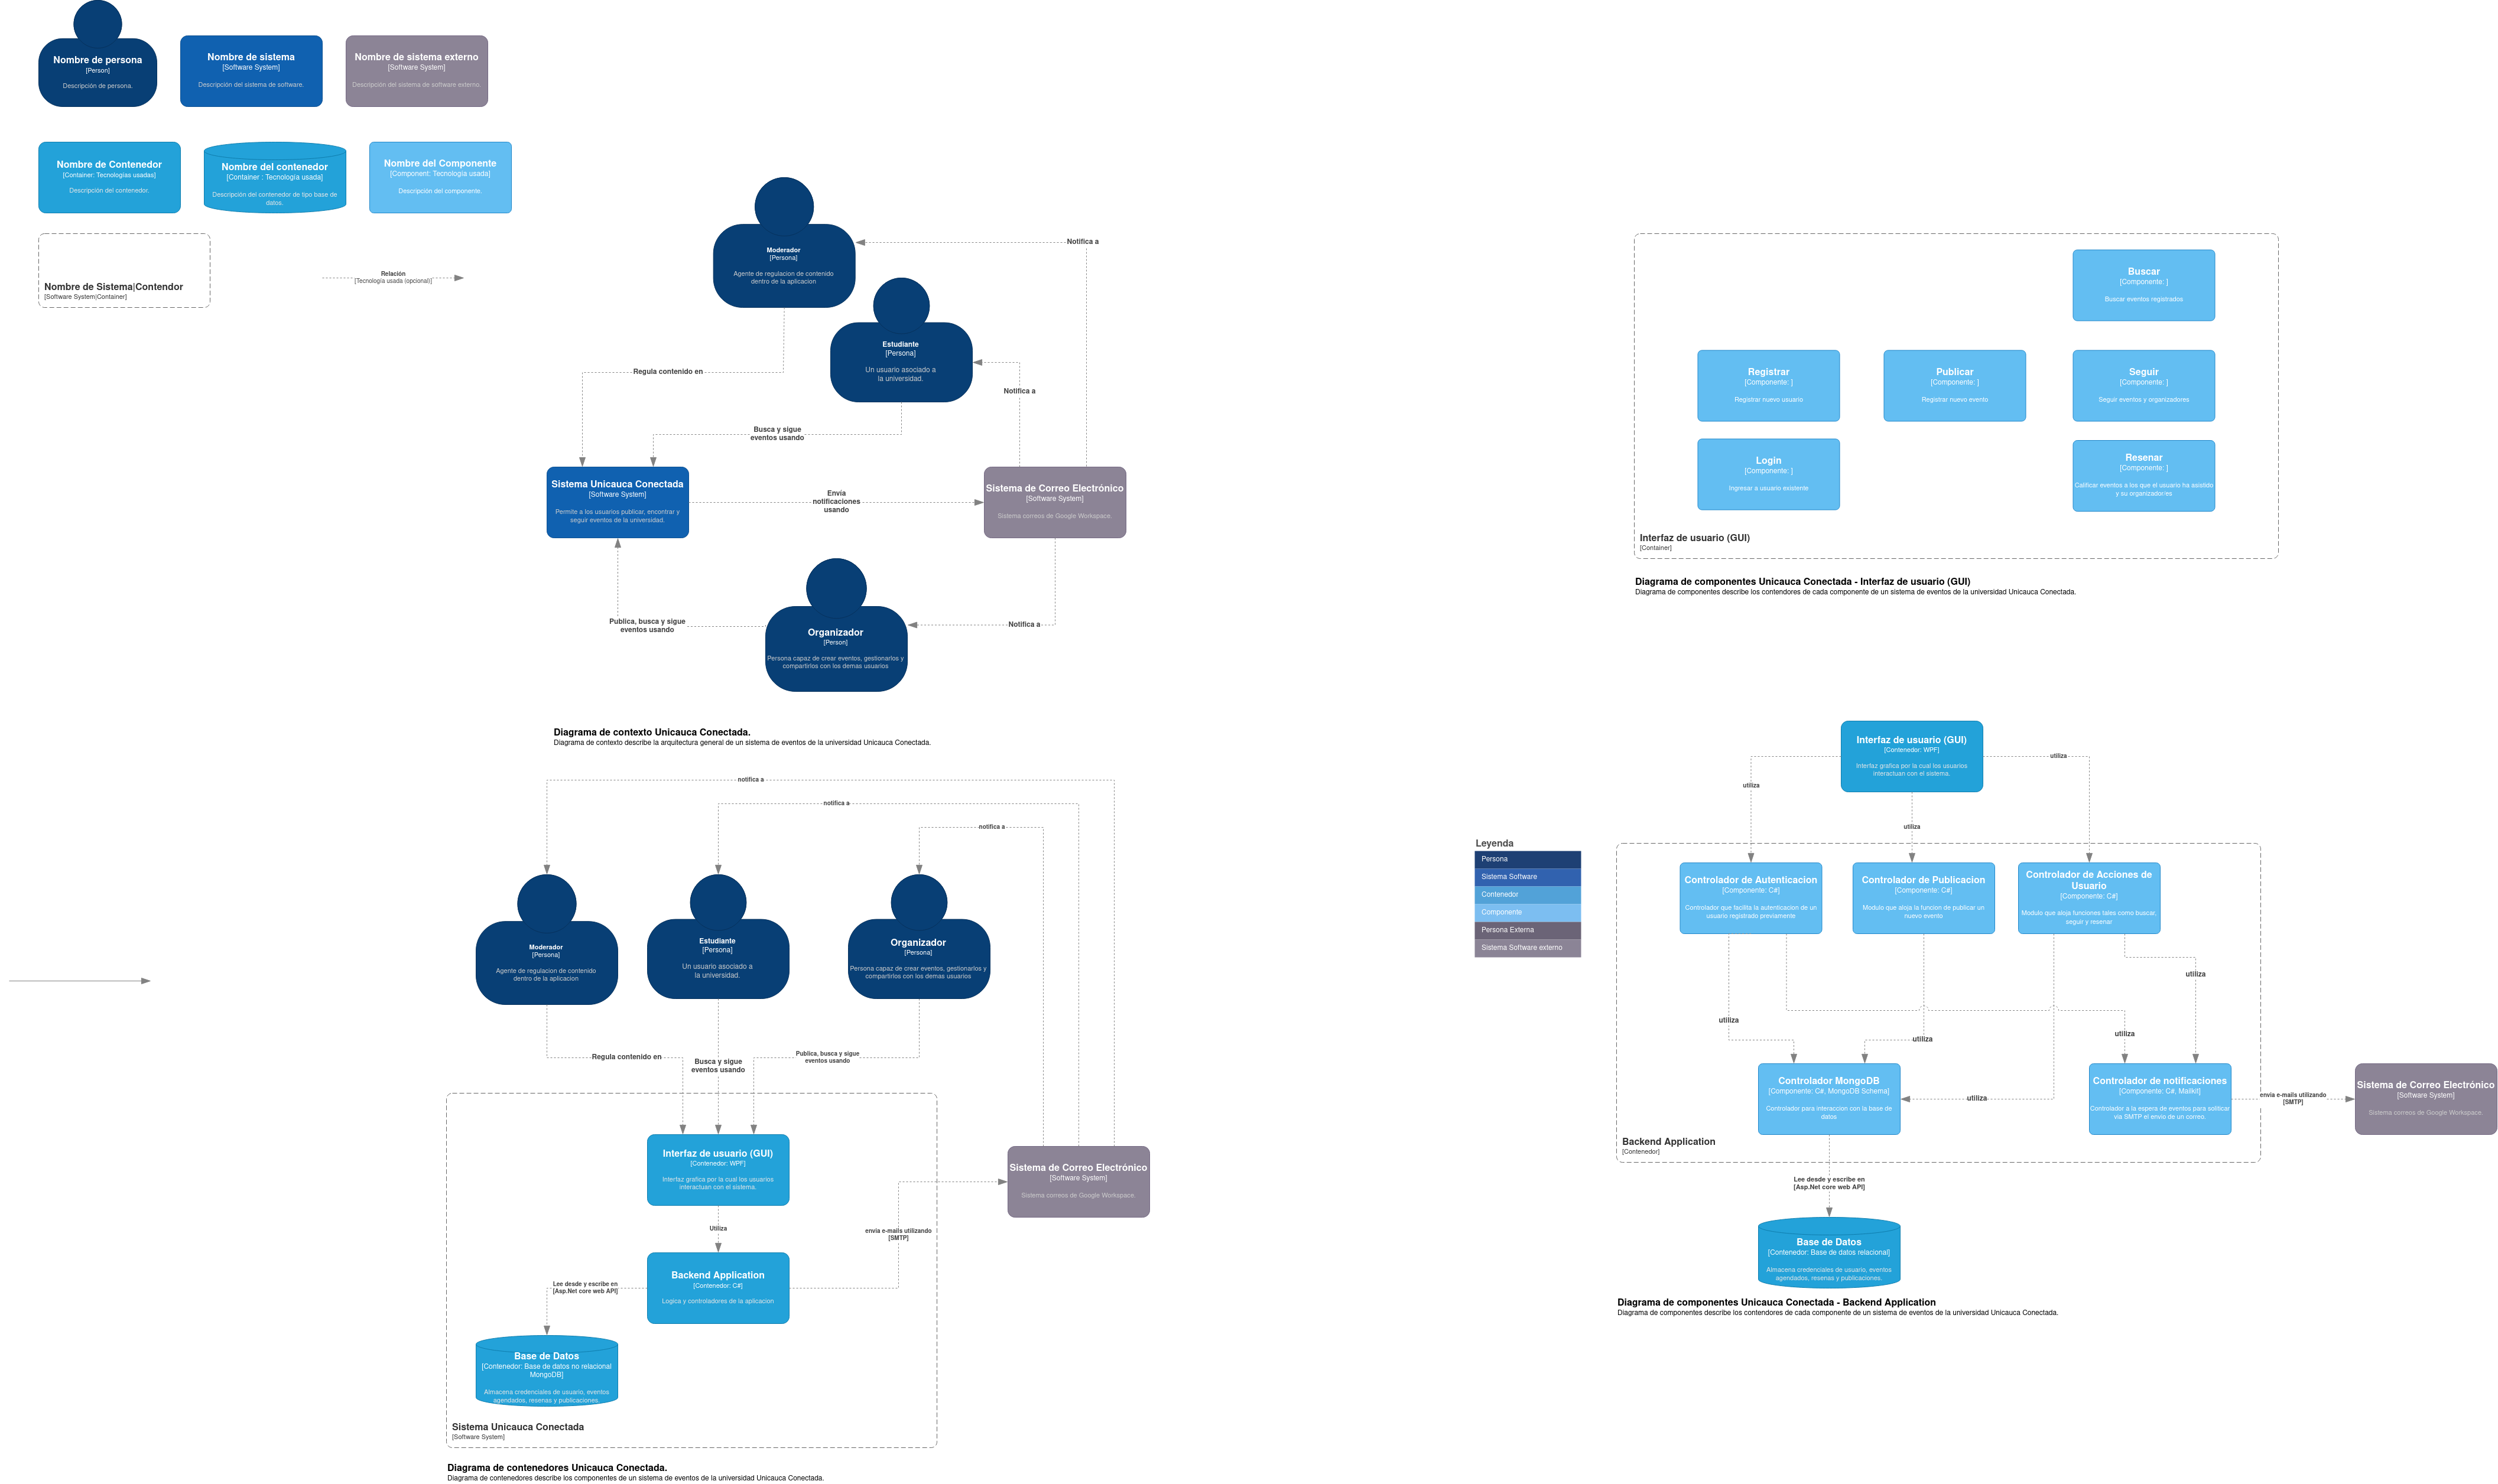 Nombre de persona
[Person]
Descripción de persona.
Nombre de sistema
[Software System]
Descripción del sistema de software.
Nombre de sistema externo
[Software System]
Descripción del sistema de software externo.
Nombre de Contenedor
[Container: Tecnologías usadas]
Descripción del contenedor.
Nombre del contenedor
[Container : Tecnología usada]
Descripción del contenedor de tipo base de
datos.
Nombre del Componente
[Component: Tecnología usada]
Descripción del componente.
Nombre de Sistema|Contendor
[Software System|Container]
Relación
[Tecnología usada (opcional)]
Moderador
[Persona]
Agente de regulacion de contenido
dentro de la aplicacion
Notifica a
Estudiante
[Persona]
Un usuario asociado a
la universidad.
Regula contenido en
Notifica a
Busca y sigue
eventos usando
Sistema Unicauca Conectada
[Software System]
Permite a los usuarios publicar, encontrar y
seguir eventos de la universidad.
Envía
notificaciones
usando
Sistema de Correo Electrónico
[Software System]
Sistema correos de Google Workspace.
Publica, busca y sigue
eventos usando
Organizador
[Person]
Persona capaz de crear eventos, gestionarlos y
compartirlos con los demas usuarios
Notifica a
Diagrama de contexto Unicauca Conectada.
Diagrama de contexto describe la arquitectura general de un sistema de eventos de la universidad Unicauca Conectada.
notifica a
notifica a
notifica a
Moderador
[Persona]
Agente de regulacion de contenido
dentro de la aplicacion
Estudiante
[Persona]
Un usuario asociado a
la universidad.
Organizador
[Persona]
Persona capaz de crear eventos, gestionarlos y
compartirlos con los demas usuarios
Regula contenido en
Busca y sigue
eventos usando
Publica, busca y sigue
eventos usando
Interfaz de usuario (GUI)
[Contenedor: WPF]
Interfaz grafica por la cual los usuarios
interactuan con el sistema.
Sistema de Correo Electrónico
[Software System]
Sistema correos de Google Workspace.
Utiliza
envia e-mails utilizando
[SMTP]
Backend Application
[Contenedor: C#]
Logica y controladores de la aplicacion
Lee desde y escribe en
[Asp.Net core web API]
Base de Datos
[Contenedor: Base de datos no relacional
MongoDB]
Almacena credenciales de usuario, eventos
agendados, resenas y publicaciones.
Sistema Unicauca Conectada
[Software System]
Diagrama de contenedores Unicauca Conectada.
Diagrama de contenedores describe los componentes de un sistema de eventos de la universidad Unicauca Conectada.
Buscar
[Componente: ]
Buscar eventos registrados
Registrar
[Componente: ]
Registrar nuevo usuario
Publicar
[Componente: ]
Registrar nuevo evento
Seguir
[Componente: ]
Seguir eventos y organizadores
Login
[Componente: ]
Ingresar a usuario existente
Resenar
[Componente: ]
Calificar eventos a los que el usuario ha asistido
y su organizador/es
Interfaz de usuario (GUI)
[Container]
Diagrama de componentes Unicauca Conectada - Interfaz de usuario (GUI)
Diagrama de componentes describe los contendores de cada componente de un sistema de eventos de la universidad Unicauca Conectada.
Interfaz de usuario (GUI)
[Contenedor: WPF]
Interfaz grafica por la cual los usuarios
interactuan con el sistema.
utiliza
utiliza
utiliza
Leyenda
Persona
Sistema Software
Contenedor
Componente
Persona Externa
Sistema Software externo
Controlador de Autenticacion
[Componente: C#]
Controlador que facilita la autenticacion de un
usuario registrado previamente
Controlador de Publicacion
[Componente: C#]
Modulo que aloja la funcion de publicar un
nuevo evento
Controlador de Acciones de
Usuario
[Componente: C#]
Modulo que aloja funciones tales como buscar,
seguir y resenar
utiliza
utiliza
utiliza
utiliza
Controlador MongoDB
[Componente: C#, MongoDB Schema]
Controlador para interaccion con la base de
datos
utiliza
Controlador de notificaciones
[Componente: C#. Mailkit]
Controlador a la espera de eventos para solificar
via SMTP el envio de un correo.
envia e-mails utilizando
[SMTP]
Sistema de Correo Electrónico
[Software System]
Sistema correos de Google Workspace.
Backend Application
[Contenedor]
Lee desde y escribe en
[Asp.Net core web API]
Base de Datos
[Contenedor: Base de datos relacional]
Almacena credenciales de usuario, eventos
agendados, resenas y publicaciones.
Diagrama de componentes Unicauca Conectada - Backend Application
Diagrama de componentes describe los contendores de cada componente de un sistema de eventos de la universidad Unicauca Conectada.